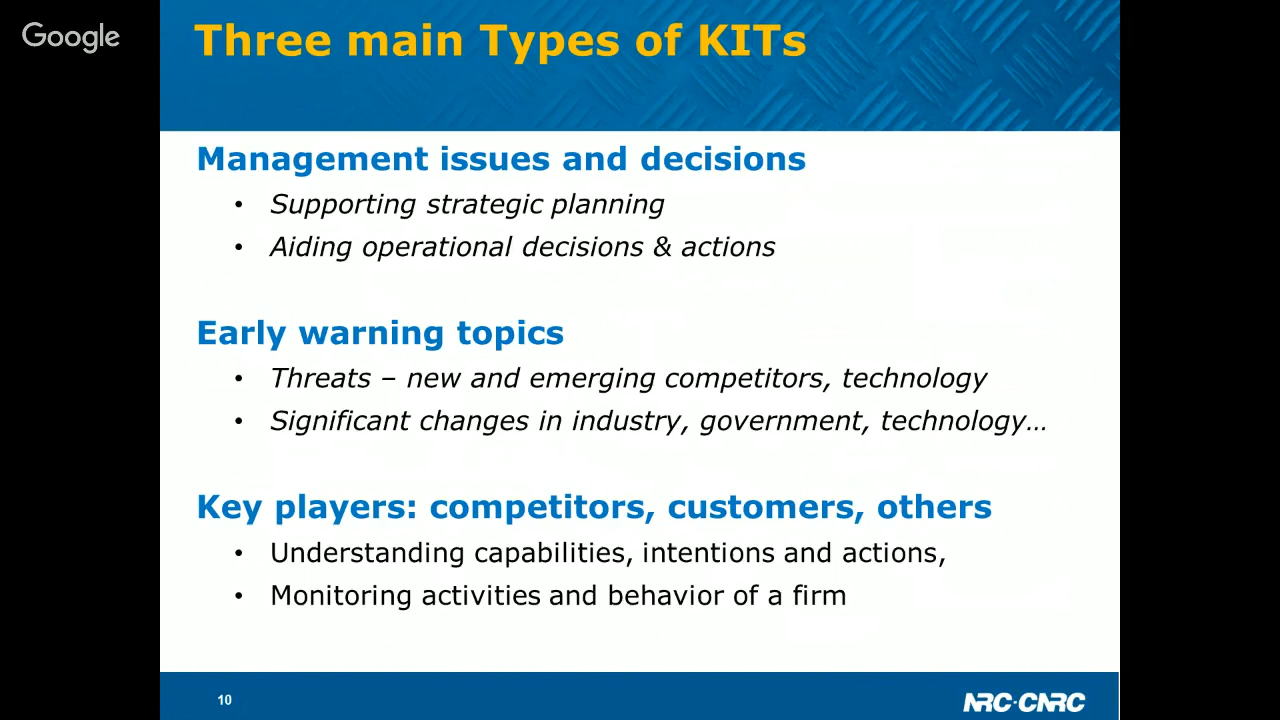 Google
Three main Types of KITs
Management issues and decisions
• Supporting strategic planning
• Aiding operational decisions & actions
Early warning topics
• Threats – new and emerging competitors, technology
• Significant changes in industry, government, technology…
Key players: competitors, customers, others
• Understanding capabilities, intentions and actions,
• Monitoring activities and behavior of a firm
10
NRC·CNRC